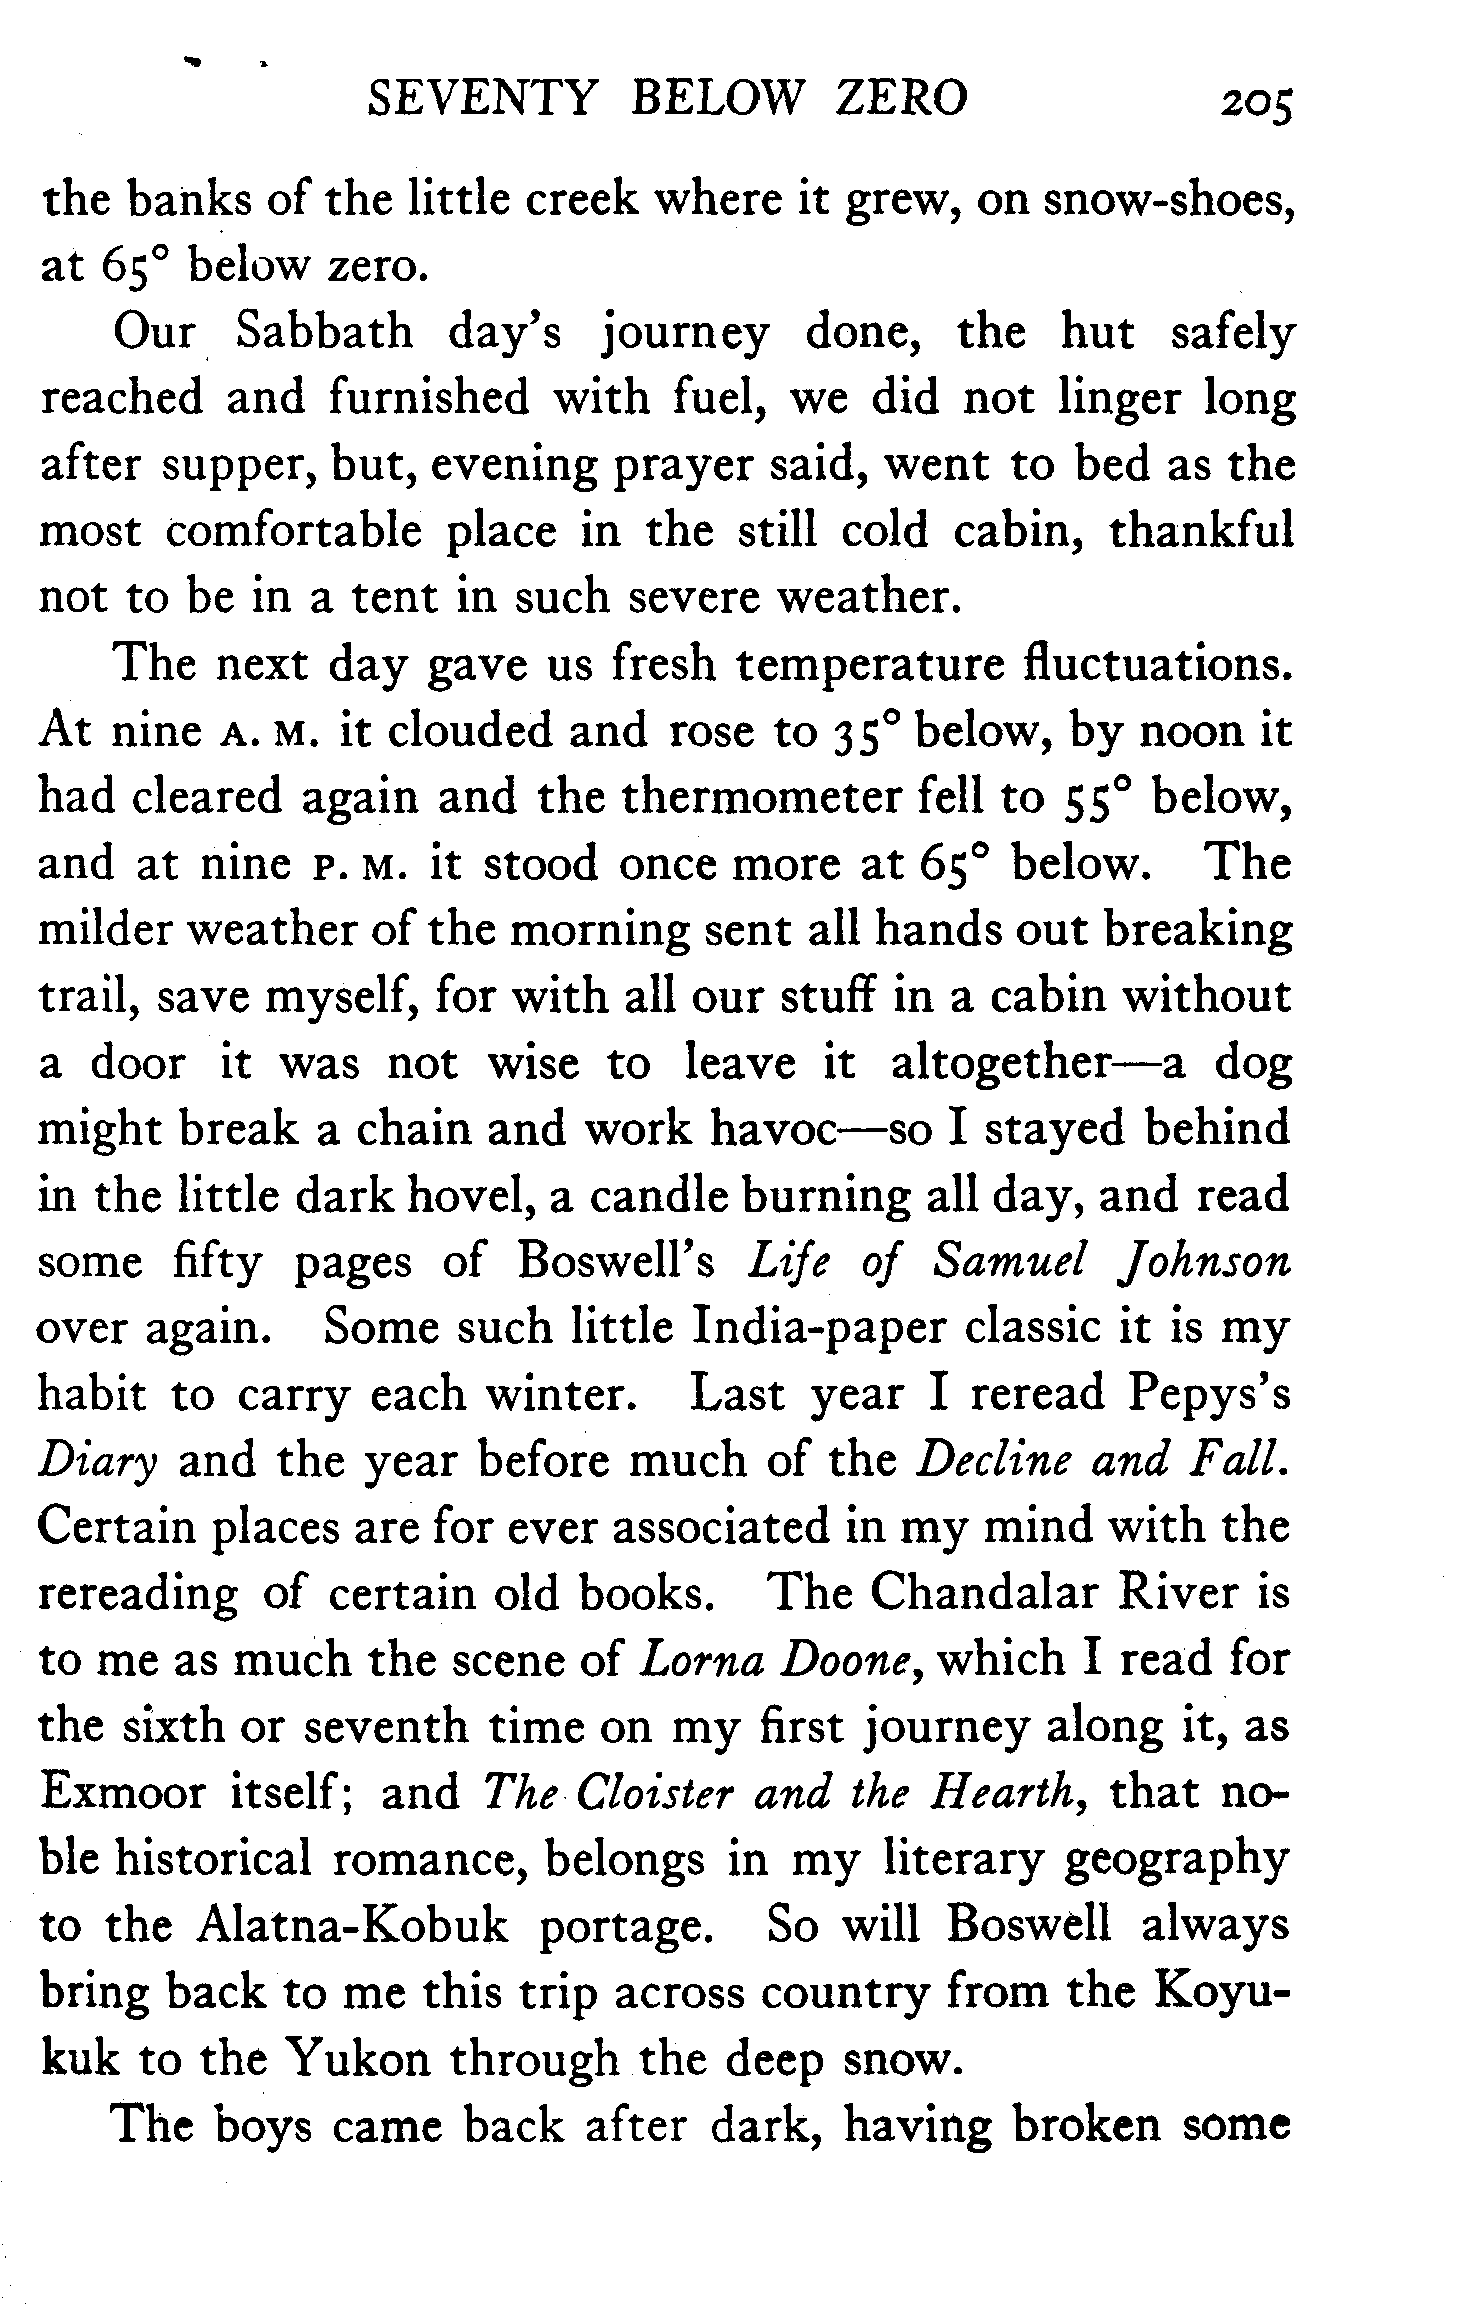 SEVENTY BELOW ZERO 205
the banks of the little creek where it grew, on snow-shoes,
at 65° below zero.
Our Sabbath day's journey done, the hut safely
reached and furnished with fuel, we did not linger long
after supper, but, evening prayer said, went to bed as the
most comfortable place in the still cold cabin, thankful
not to be in a tent in such severe weather.
The next day gave us fresh temperature fluctuations.
At nine A. M. it clouded and rose to 35° below, by noon it
had cleared again and the thermometer fell to 55° below,
and at nine P. M. it stood once more at 65° below. The
milder weather of the morning sent all hands out breaking
trail, save myself, for with all our stuff in a cabin without
a door it was not wise to leave it altogether—a dog
might break a chain and work havoc—so I stayed behind
in the little dark hovel, a candle burning all day, and read
some fifty pages of Boswell's Life of Samuel Johnson
over again. Some such little India-paper classic it is my
habit to carry each winter. Last year I reread Pepys's
Diary and the year before much of the Decline and Fall.
Certain places are for ever associated in my mind with the
rereading of certain old books. The Chandalar River is
to me as much the scene of Lorna Doone, which I read for
the sixth or seventh time on my first journey along it, as
Exmoor itself; and The Cloister and the Hearth, that no-
ble historical romance, belongs in my literary geography
to the Alatna-Kobuk portage. So will Boswell always
bring back to me this trip across country from the Koyu-
kuk to the Yukon through the deep snow.
The boys came back after dark, having broken some